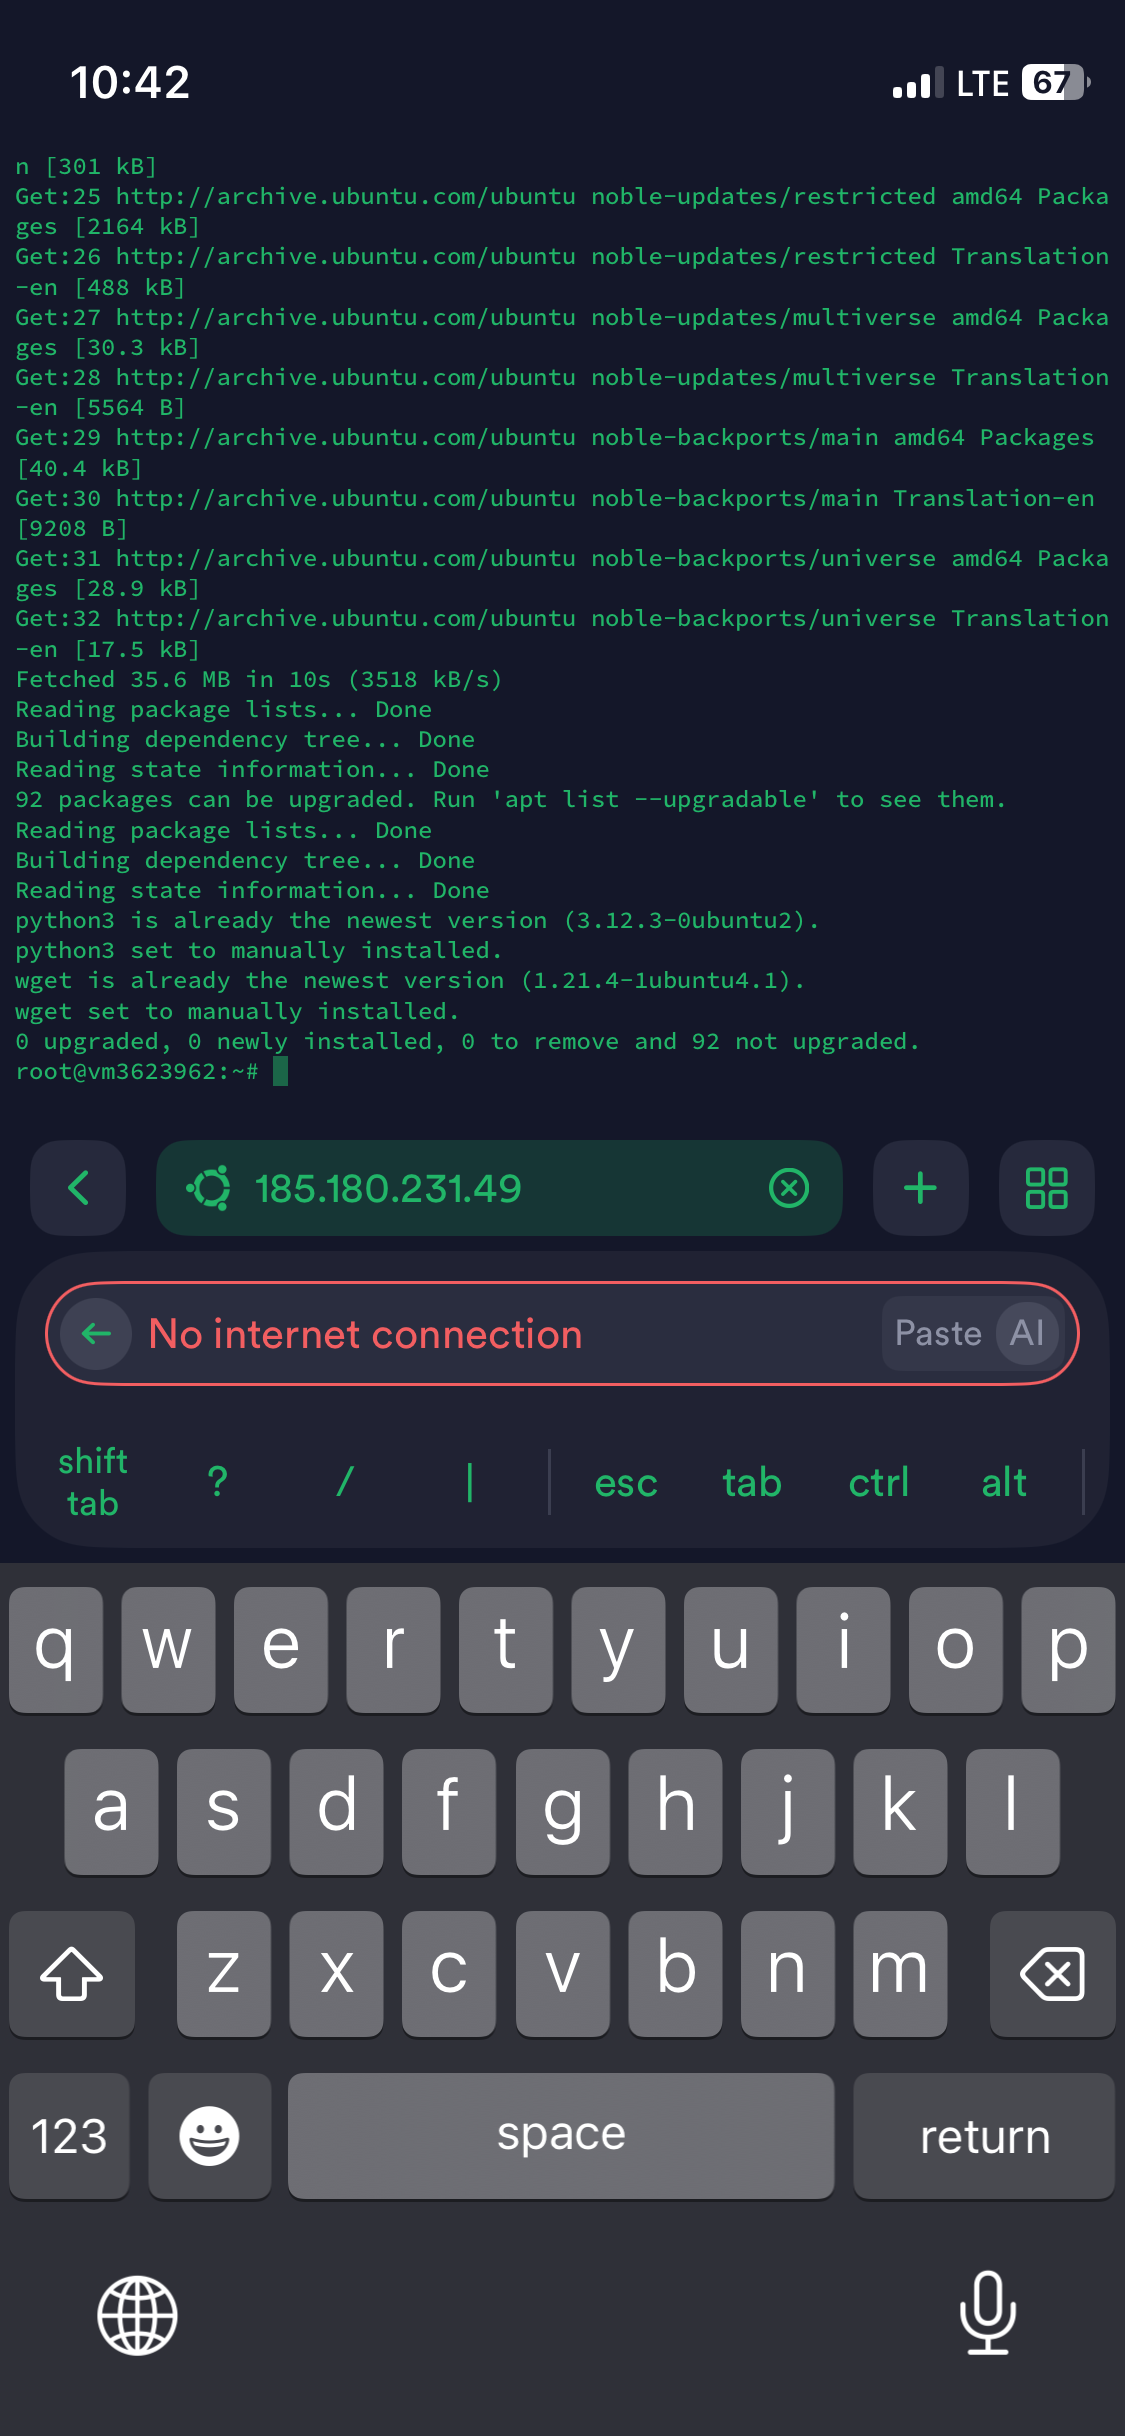 10:42
LTE 67
n [301 kB]
Get:25 http://archive.ubuntu.com/ubuntu noble-updates/restricted amd64 Packa
ges [2164 kB]
Get:26 http://archive.ubuntu.com/ubuntu noble-updates/restricted Translation
-en [488 kB]
Get:27 http://archive.ubuntu.com/ubuntu noble-updates/multiverse amd64 Packa
ges [30.3 kB]
Get:28 http://archive.ubuntu.com/ubuntu noble-updates/multiverse Translation
-en [5564 B]
Get:29 http://archive.ubuntu.com/ubuntu noble-backports/main amd64 Packages
[40.4 kB]
Get:30 http://archive.ubuntu.com/ubuntu noble-backports/main Translation-en
[9208 B]
Get:31 http://archive.ubuntu.com/ubuntu noble-backports/universe amd64 Packa
ges [28.9 kB]
Get:32 http://archive.ubuntu.com/ubuntu noble-backports/universe Translation
-en [17.5 kB]
Fetched 35.6 MB in 10s (3518 kB/s)
Reading package lists... Done
Building dependency tree... Done
Reading state information... Done
92 packages can be upgraded. Run 'apt list --upgradable' to see them.
Reading package lists... Done
Building dependency tree... Done
Reading state information... Done
python3 is already the newest version (3.12.3-0ubuntu2).
python3 set to manually installed.
wget is already the newest version (1.21.4-1ubuntu4.1).
wget set to manually installed.
0 upgraded, 0 newly installed, 0 to remove and 92 not upgraded.
root@vm3623962:~#
185.180.231.49
No internet connection Paste AI
shift tab ? / | esc tab ctrl alt
q w e r t y u i o p
a s d f g h j k l
z x c v b n m
123 space return